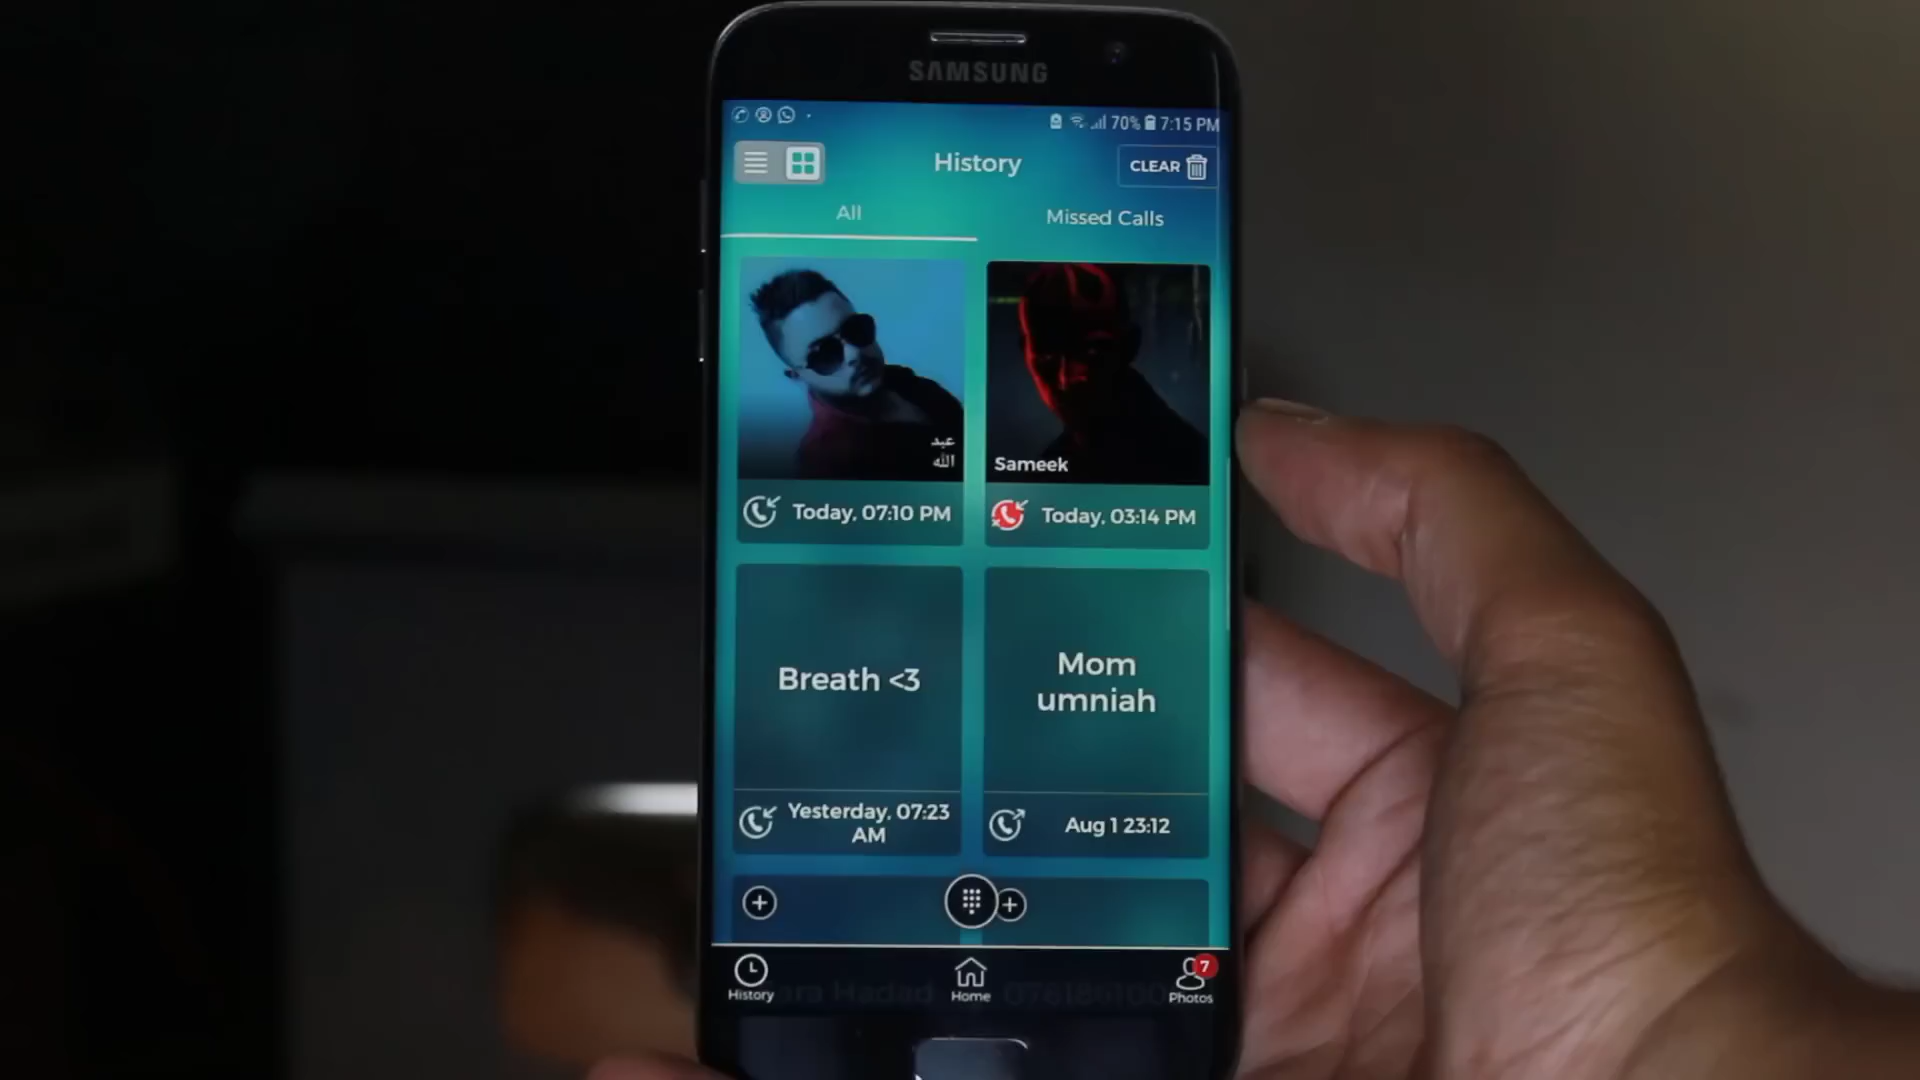 SAMSUNG
70% 7:15 PM
History
CLEAR
All
Missed Calls
عبد
الله
Sameek
Today, 07:10 PM
Today, 03:14 PM
Breath <3
Mom
umniah
Yesterday, 07:23
AM
Aug 1 23:12
History
Home
7
Photos